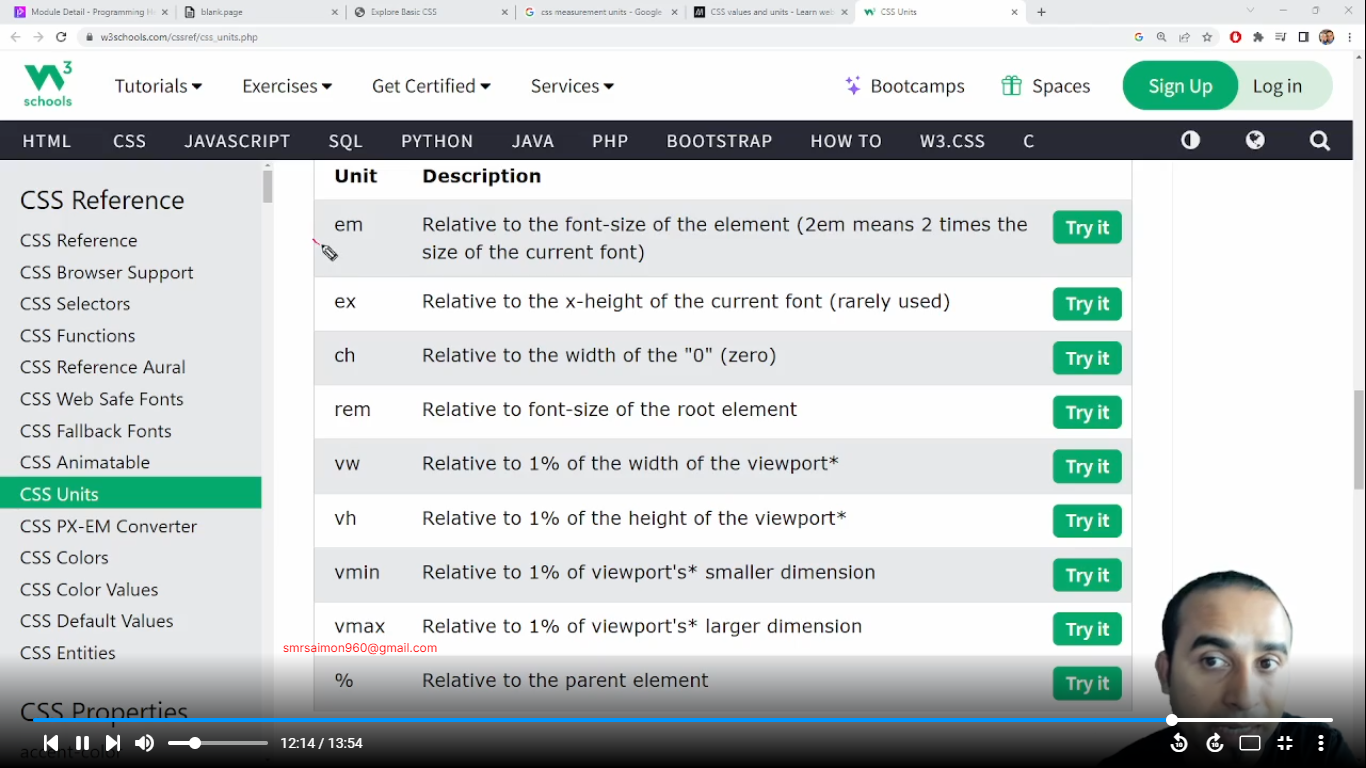 Module Detail - Programming H
blank.page
Explore Basic CSS
css measurement units - Google
CSS values and units - Learn web
CSS Units
w3schools.com/cssref/css_units.php
3
schools
Tutorials
Exercises
Get Certified
Services
Bootcamps
Spaces
Sign Up
Log in
HTML
CSS
JAVASCRIPT
SQL
PYTHON
JAVA
PHP
BOOTSTRAP
HOW TO
W3.CSS
C
CSS Reference
CSS Reference
CSS Browser Support
CSS Selectors
CSS Functions
CSS Reference Aural
CSS Web Safe Fonts
CSS Fallback Fonts
CSS Animatable
CSS Units
CSS PX-EM Converter
CSS Colors
CSS Color Values
CSS Default Values
CSS Entities
CSS Properties
accent-color
Unit Description
em Relative to the font-size of the element (2em means 2 times the
size of the current font)
Try it
ex Relative to the x-height of the current font (rarely used)
Try it
ch Relative to the width of the "0" (zero)
Try it
rem Relative to font-size of the root element
Try it
vw Relative to 1% of the width of the viewport*
Try it
vh Relative to 1% of the height of the viewport*
Try it
vmin Relative to 1% of viewport's* smaller dimension
Try it
vmax Relative to 1% of viewport's* larger dimension
Try it
smrsaimon960@gmail.com
% Relative to the parent element
Try it
12:14 / 13:54
10
10